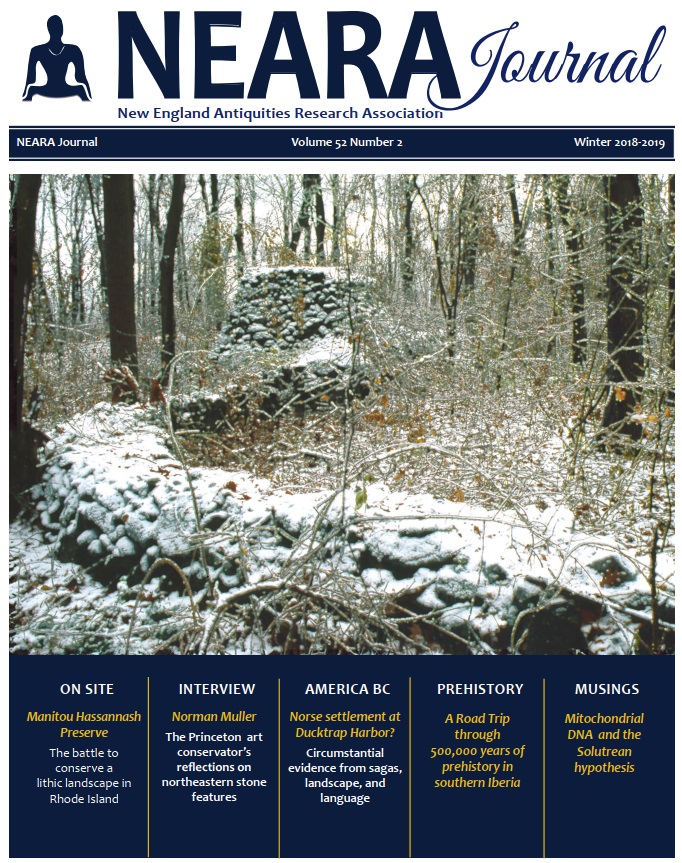 NEARA Journal
New England Antiquities Research Association
NEARA Journal
Volume 52 Number 2
Winter 2018-2019
ON SITE
Manitou Hassannash
Preserve
The battle to
conserve a
lithic landscape in
Rhode Island
INTERVIEW
Norman Muller
The Princeton art
conservator's
reflections on
northeastern stone
features
AMERICA BC
Norse settlement at
Ducktrap Harbor?
Circumstantial
evidence from sagas,
landscape, and
language
PREHISTORY
A Road Trip
through
500,000 years of
prehistory in
southern Iberia
MUSINGS
Mitochondrial
DNA and the
Solutrean
hypothesis